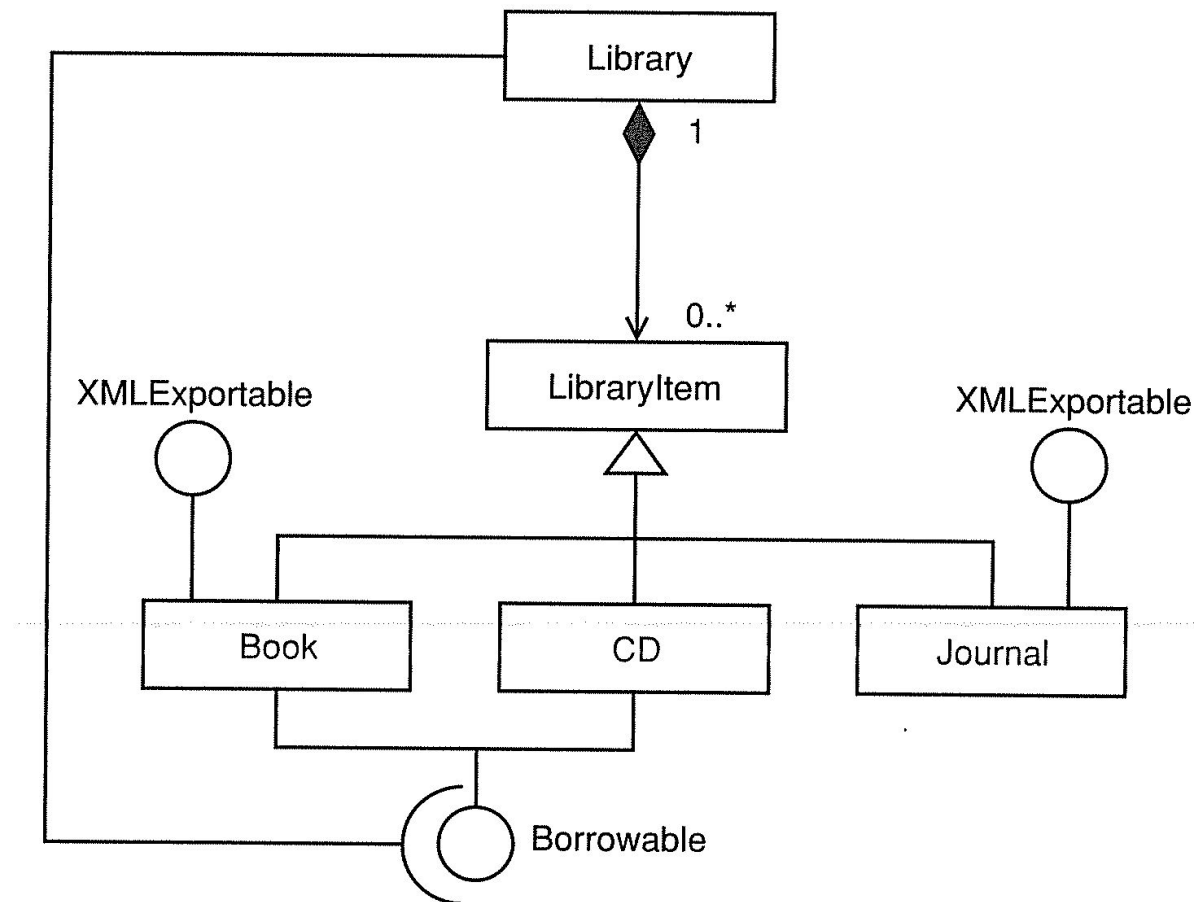 Library
1
0..*
LibraryItem
XMLExportable
XMLExportable
Book
CD
Journal
Borrowable